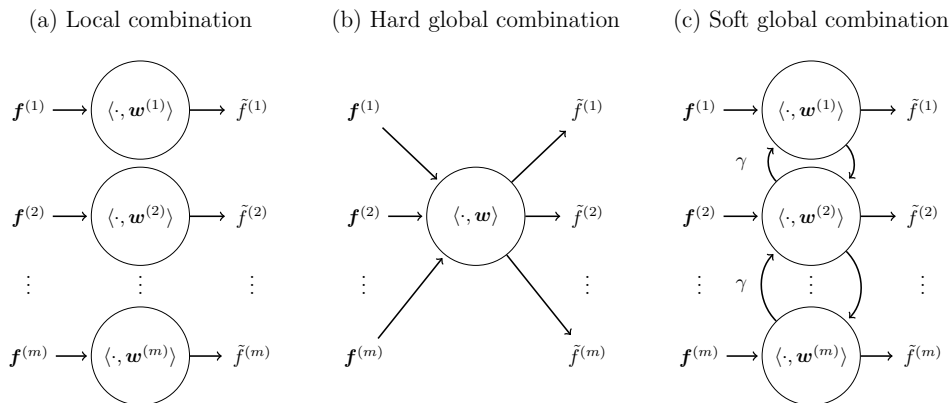 (a) Local combination (b) Hard global combination (c) Soft global combination
f^{(1)} ⟨·, w^{(1)}⟩ f̃^{(1)} f^{(1)} f̃^{(1)} f^{(1)} ⟨·, w^{(1)}⟩ f̃^{(1)}
γ
f^{(2)} ⟨·, w^{(2)}⟩ f̃^{(2)} f^{(2)} ⟨·, w⟩ f̃^{(2)} f^{(2)} ⟨·, w^{(2)}⟩ f̃^{(2)}
⋮ ⋮ ⋮ ⋮ ⋮ ⋮ γ ⋮ ⋮
f^{(m)} ⟨·, w^{(m)}⟩ f̃^{(m)} f^{(m)} f̃^{(m)} f^{(m)} ⟨·, w^{(m)}⟩ f̃^{(m)}